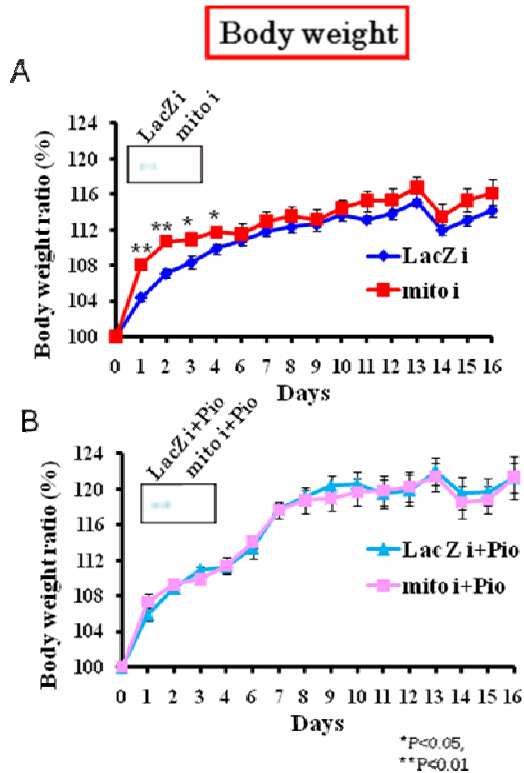 Body weight
A
LacZ i
mito i
Body weight ratio (%)
124
120
116
112
108
104
100
**
**
*
*
LacZ i
mito i
0 1 2 3 4 5 6 7 8 9 10 11 12 13 14 15 16
Days
B
LacZ i+Pio
mito i+Pio
Body weight ratio (%)
124
120
116
112
108
104
100
LacZ i+Pio
mito i+Pio
0 1 2 3 4 5 6 7 8 9 10 11 12 13 14 15 16
Days
*P<0.05,
**P<0.01